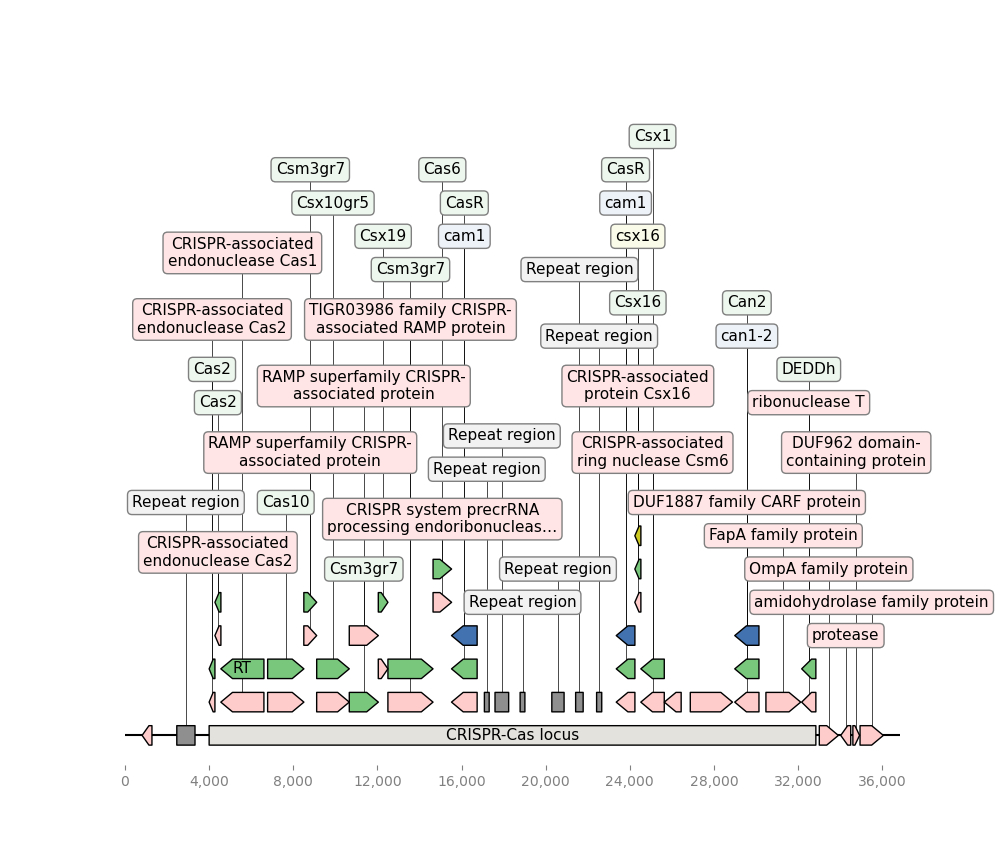 Csx1
Csm3gr7
Cas6
CasR
Csx10gr5
CasR
cam1
Csx19
cam1
csx16
CRISPR-associated
endonuclease Cas1
Csm3gr7
Repeat region
Csx16
Can2
CRISPR-associated
endonuclease Cas2
TIGR03986 family CRISPR-
associated RAMP protein
Repeat region
can1-2
Cas2
DEDDh
RAMP superfamily CRISPR-
associated protein
CRISPR-associated
protein Csx16
Cas2
ribonuclease T
Repeat region
RAMP superfamily CRISPR-
associated protein
CRISPR-associated
ring nuclease Csm6
DUF962 domain-
containing protein
Repeat region
Repeat region
Cas10
DUF1887 family CARF protein
CRISPR system precrRNA
processing endoribonucleas…
FapA family protein
CRISPR-associated
endonuclease Cas2
Csm3gr7
Repeat region
OmpA family protein
Repeat region
amidohydrolase family protein
protease
RT
CRISPR-Cas locus
0
4,000
8,000
12,000
16,000
20,000
24,000
28,000
32,000
36,000